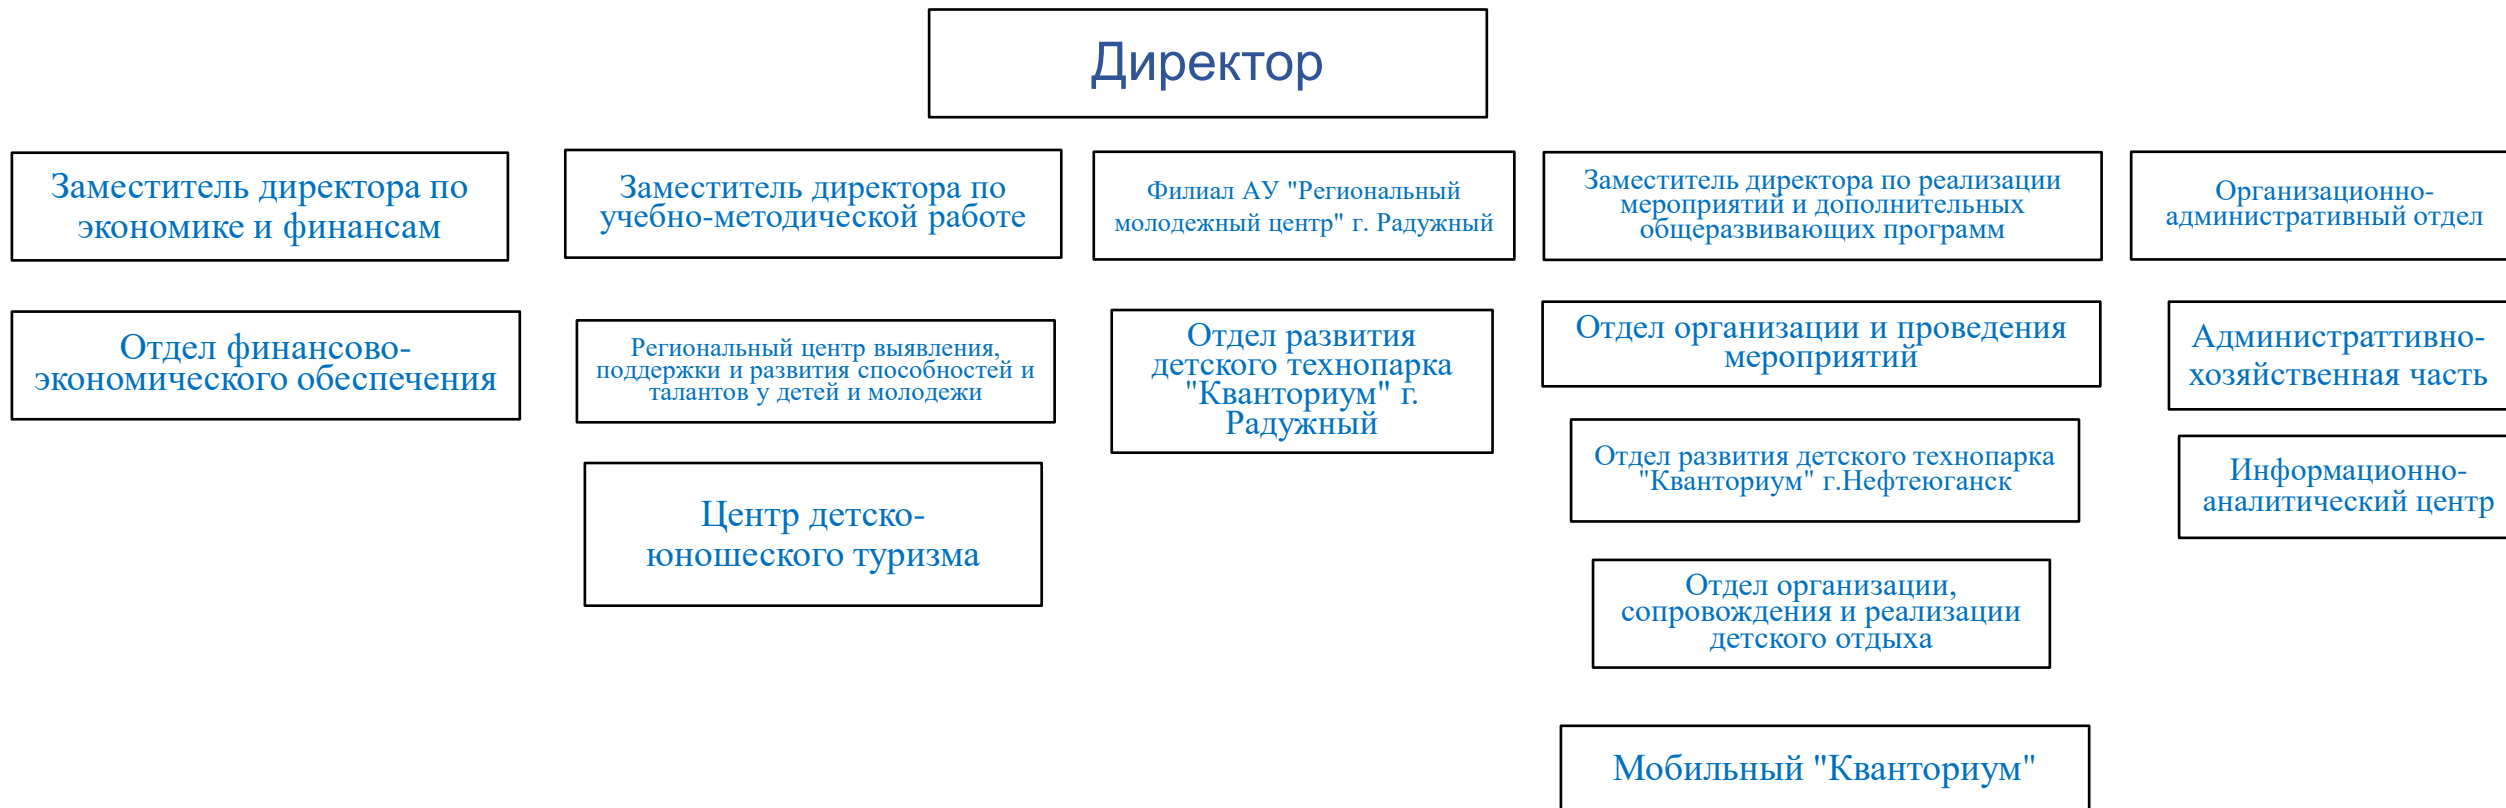 Директор
Заместитель директора по
экономике и финансам
Заместитель директора по
учебно-методической работе
Филиал АУ "Региональный
молодежный центр" г. Радужный
Заместитель директора по реализации
мероприятий и дополнительных
общеразвивающих программ
Организационно-
административный отдел
Отдел финансово-
экономического обеспечения
Региональный центр выявления,
поддержки и развития способностей и
талантов у детей и молодежи
Отдел развития
детского технопарка
"Кванториум" г.
Радужный
Отдел организации и проведения
мероприятий
Администраттивно-
хозяйственная часть
Центр детско-
юношеского туризма
Отдел развития детского технопарка
"Кванториум" г.Нефтеюганск
Информационно-
аналитический центр
Отдел организации,
сопровождения и реализации
детского отдыха
Мобильный "Кванториум"